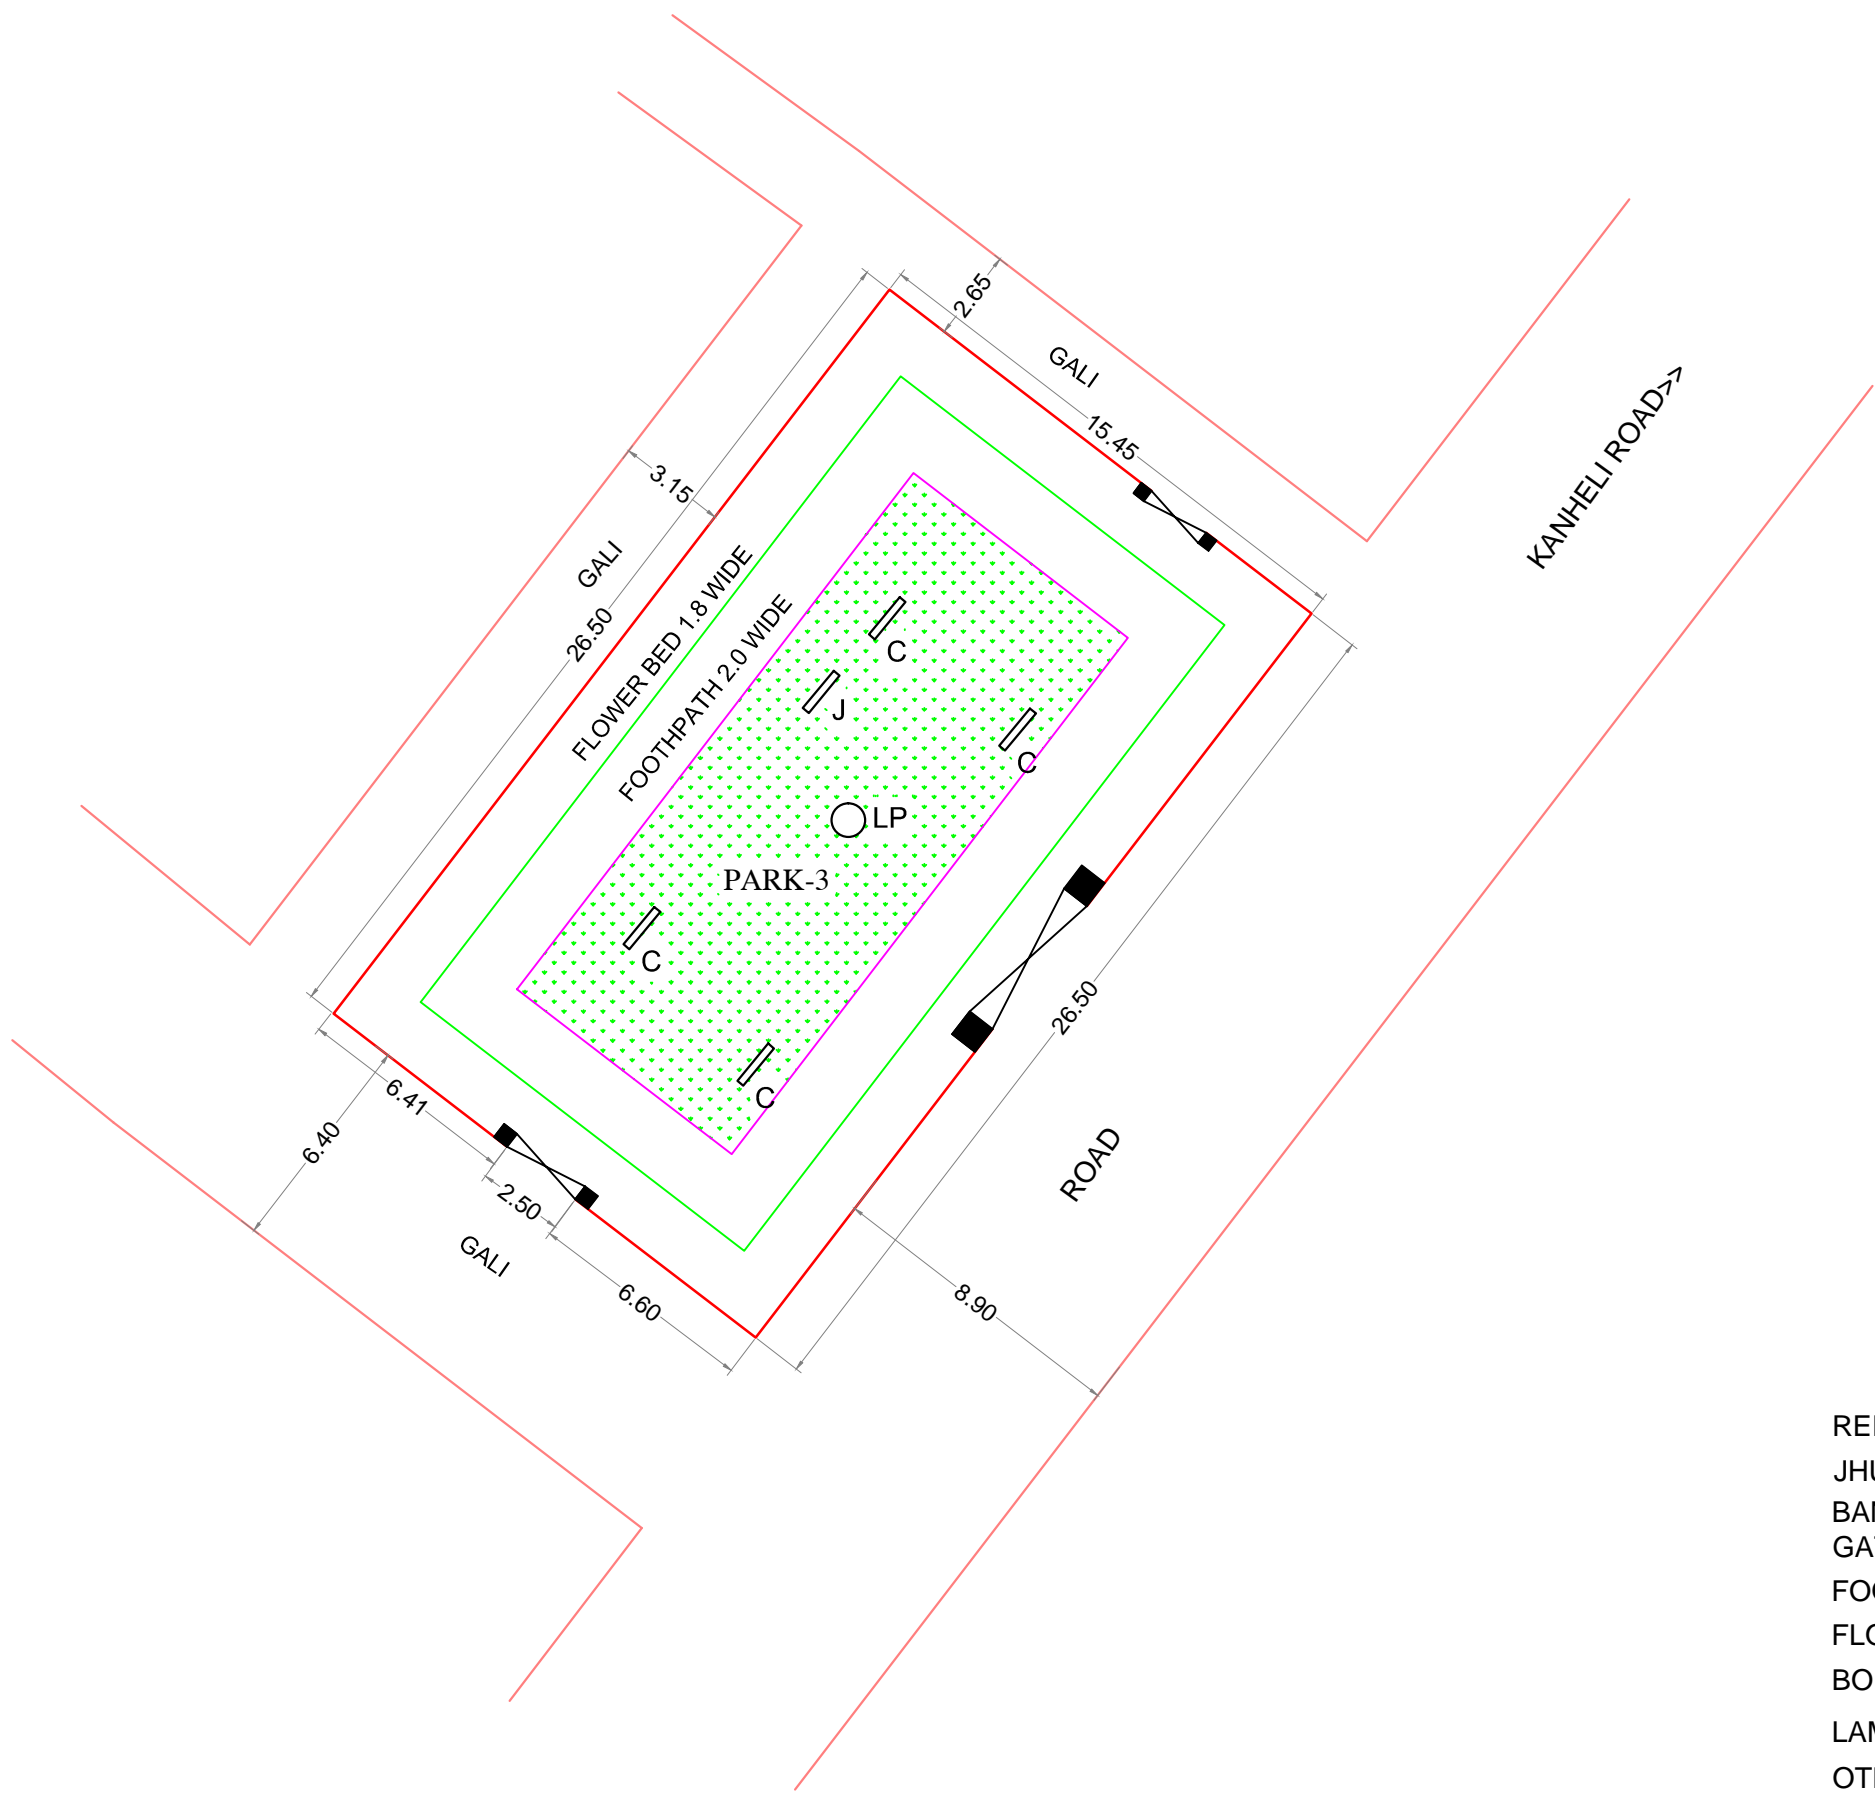 2.65
GALI
15.45
KANHELI ROAD>>
3.15
GALI
26.50
FLOWER BED 1.8 WIDE
FOOTHPATH 2.0 WIDE
C
J
C
LP
PARK-3
C
C
26.50
6.41
6.40
2.50
GALI
6.60
ROAD
8.90